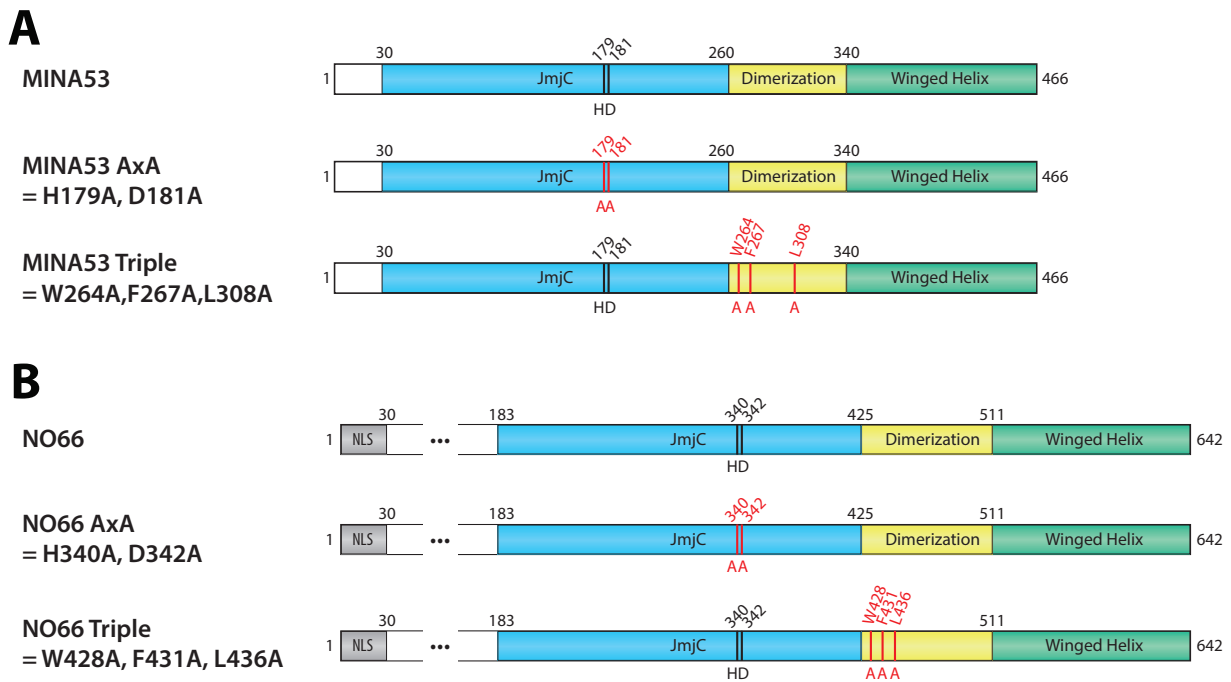 A
30 179 181 260 340
MINA53 1 JmjC Dimerization Winged Helix 466
HD
30 179 181 260 340
MINA53 AxA
= H179A, D181A
1 JmjC Dimerization Winged Helix 466
AA
30 179 181 W264 F267 L308 340
MINA53 Triple
= W264A,F267A,L308A
1 JmjC Winged Helix 466
HD A A A
B
30 183 340 342 425 511
NO66 1 NLS ••• JmjC Dimerization Winged Helix 642
HD
30 183 340 342 425 511
NO66 AxA
= H340A, D342A
1 NLS ••• JmjC Dimerization Winged Helix 642
AA
30 183 340 342 W428 F431 L436 511
NO66 Triple
= W428A, F431A, L436A
1 NLS ••• JmjC Winged Helix 642
HD A A A